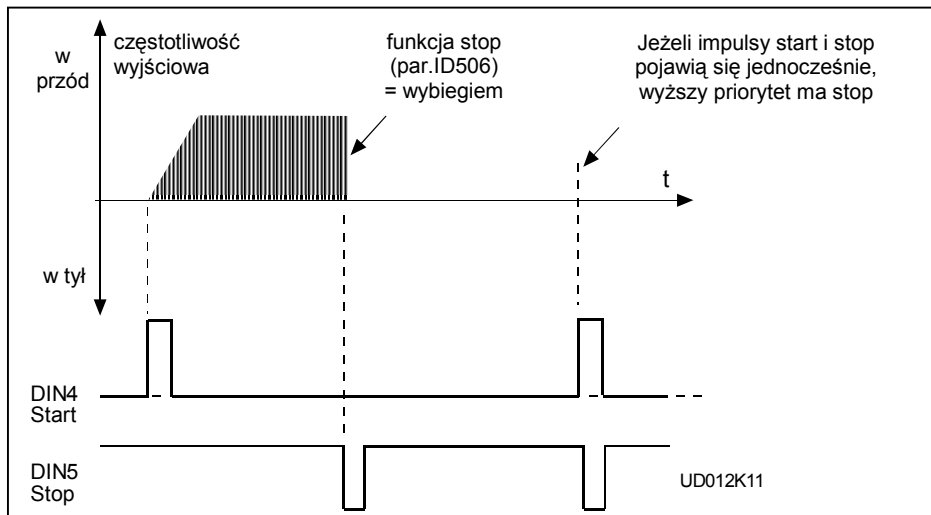 w
przód
częstotliwość
wyjściowa
funkcja stop
(par.ID506)
= wybiegiem
Jeżeli impulsy start i stop
pojawią się jednocześnie,
wyższy priorytet ma stop
t
w tył
DIN4
Start
DIN5
Stop
UD012K11